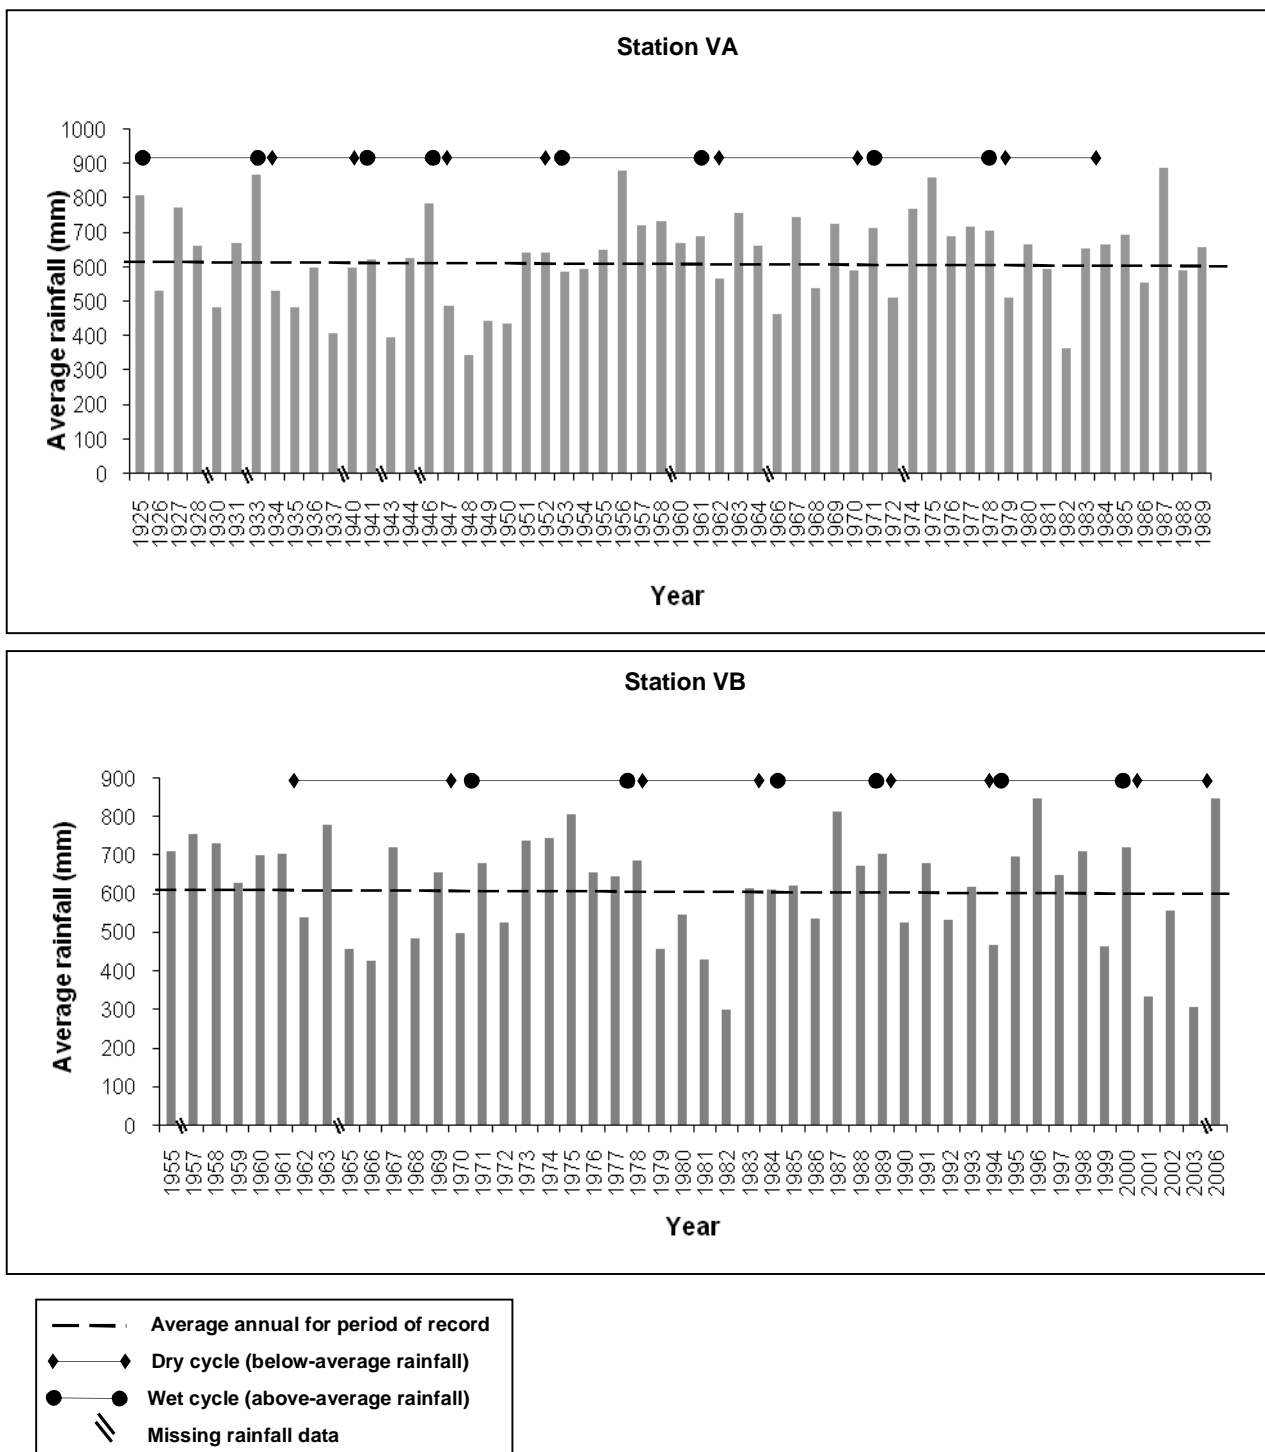 Station VA
1000
900
800
700
600
500
400
300
200
100
0
Average rainfall (mm)
1925 1926 1927 1928 1930 1931 1933 1934 1935 1936 1937 1940 1941 1943 1944 1946 1947 1948 1949 1950 1951 1952 1953 1954 1955 1956 1957 1958 1960 1961 1962 1963 1964 1966 1967 1968 1969 1970 1971 1972 1974 1975 1976 1977 1978 1979 1980 1981 1982 1983 1984 1985 1986 1987 1988 1989
Year
Station VB
900
800
700
600
500
400
300
200
100
0
Average rainfall (mm)
1955 1957 1958 1959 1960 1961 1962 1963 1965 1966 1967 1968 1969 1970 1971 1972 1973 1974 1975 1976 1977 1978 1979 1980 1981 1982 1983 1984 1985 1986 1987 1988 1989 1990 1991 1992 1993 1994 1995 1996 1997 1998 1999 2000 2001 2002 2003 2006
Year
Average annual for period of record
Dry cycle (below-average rainfall)
Wet cycle (above-average rainfall)
Missing rainfall data